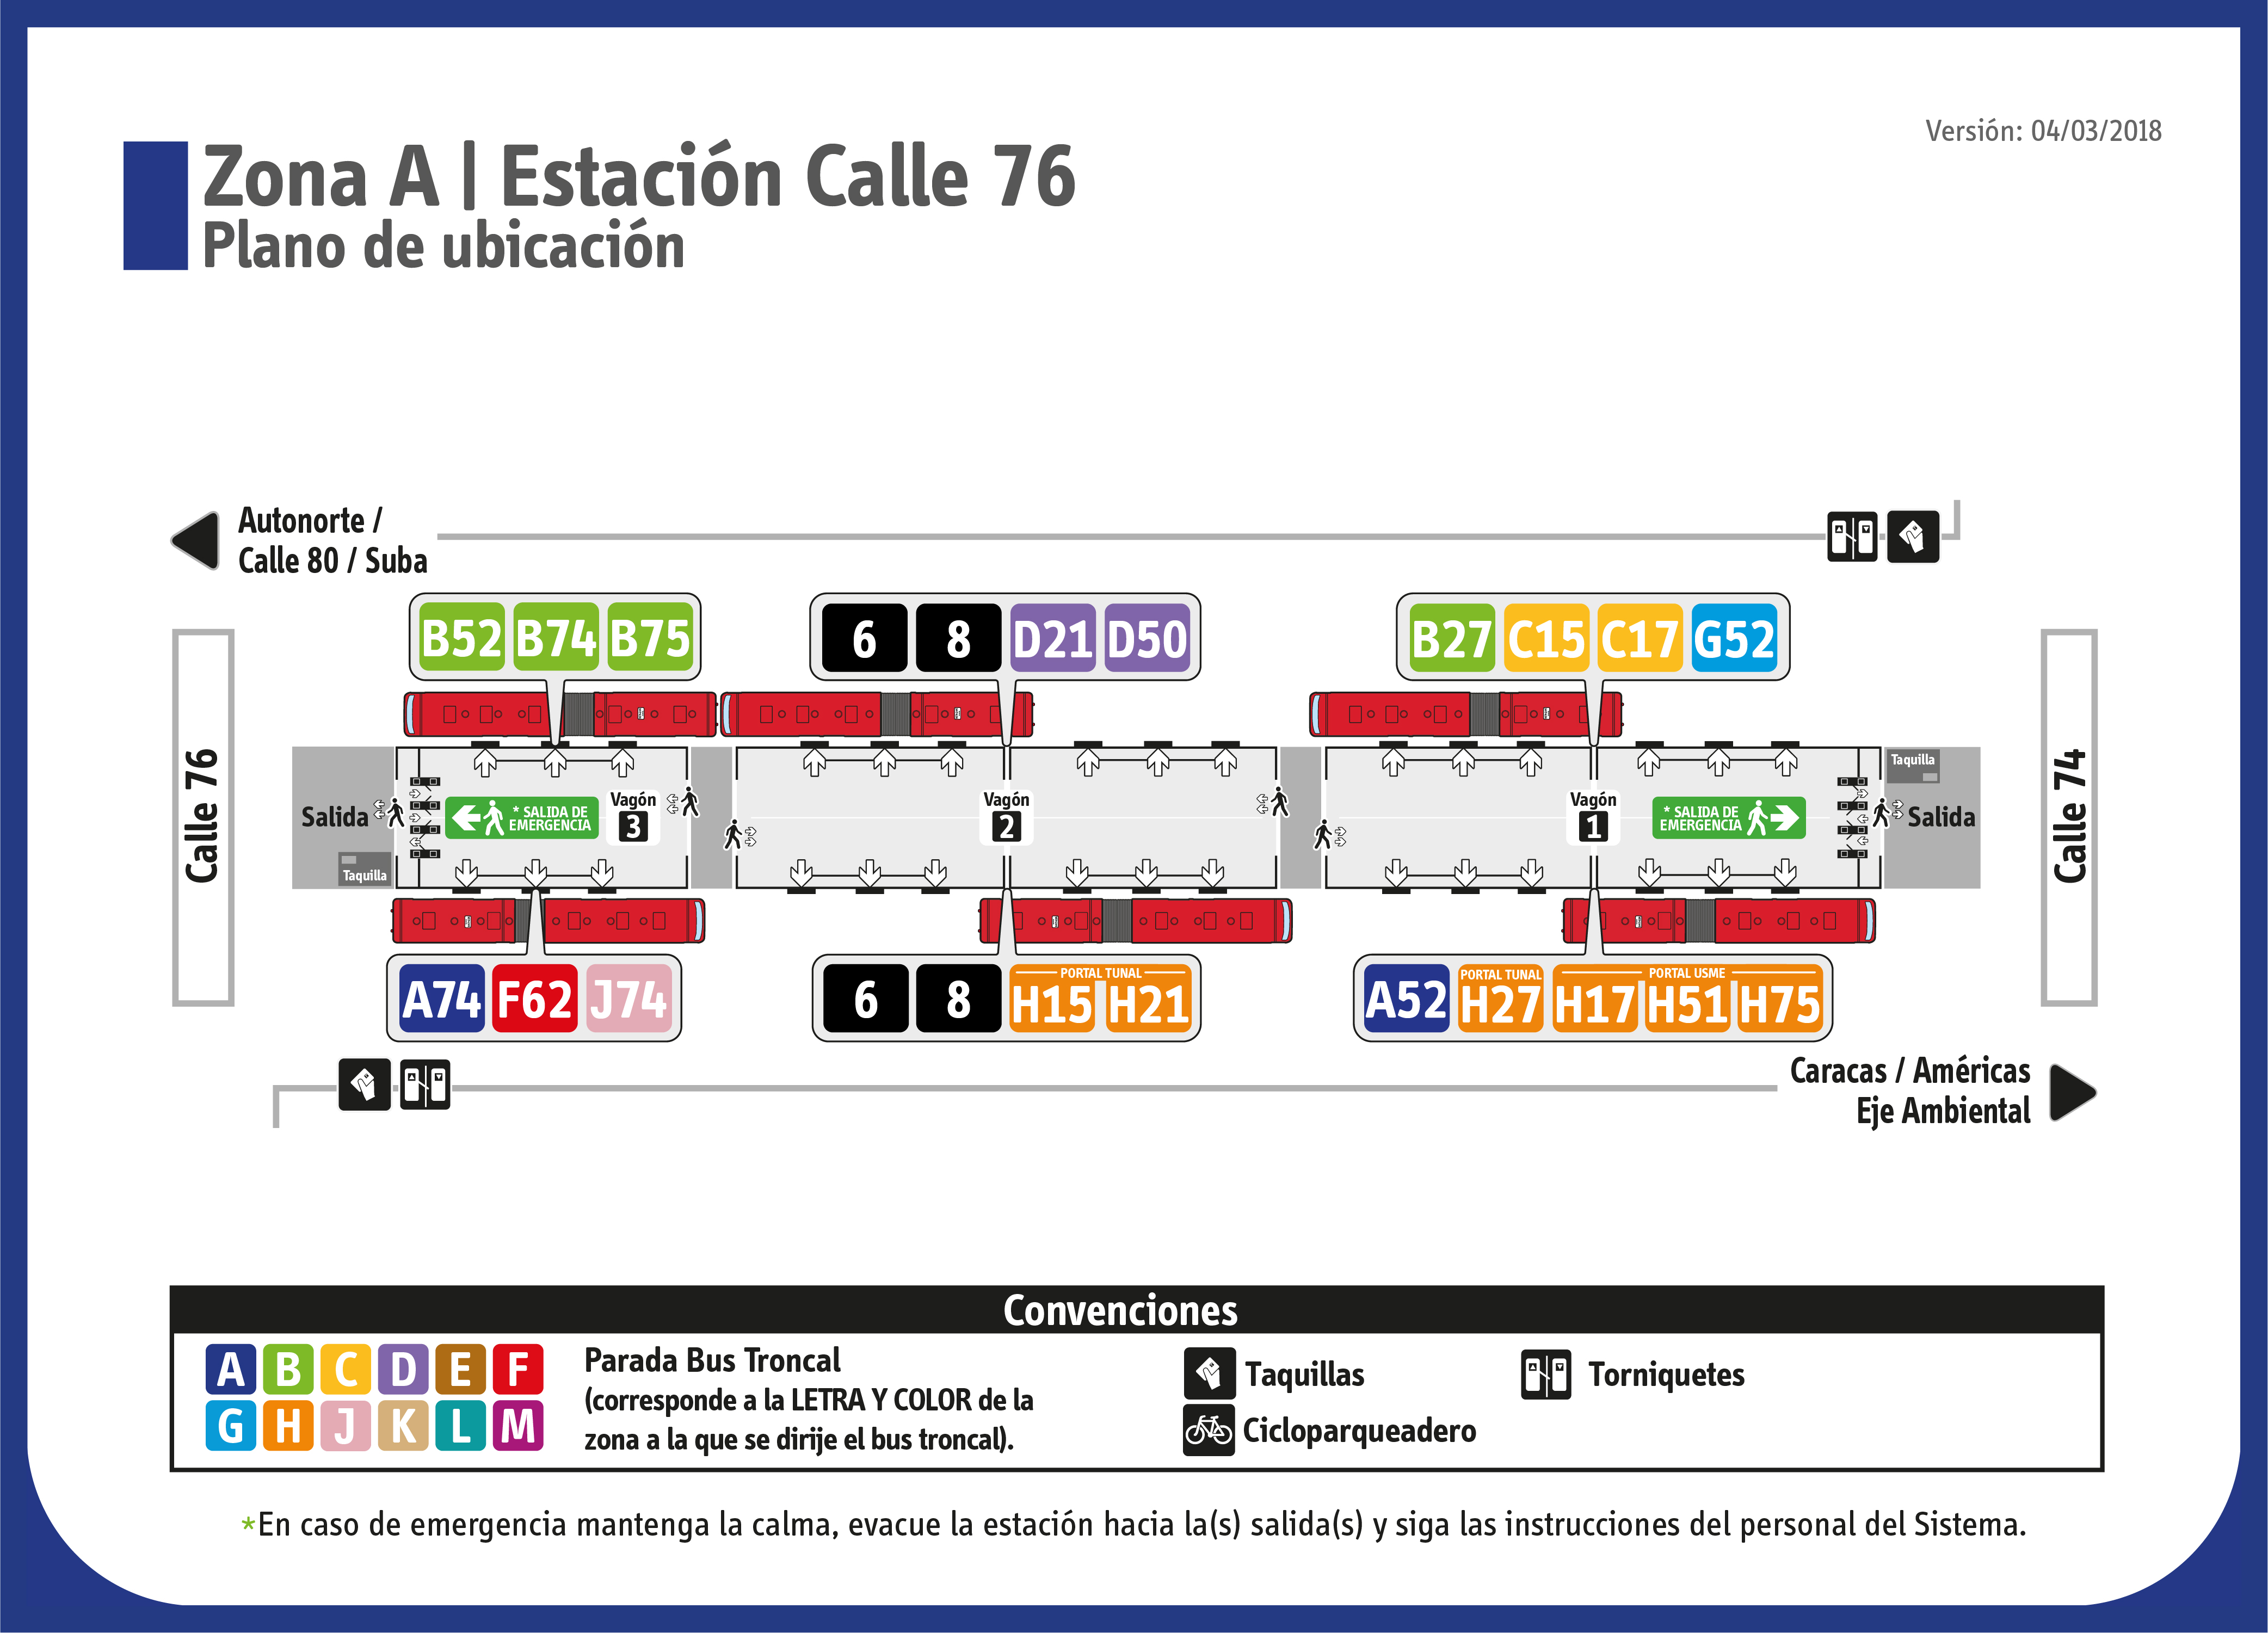 Versión: 04/03/2018
Zona A | Estación Calle 76
Plano de ubicación
Autonorte /
Calle 80 / Suba
B52 B74 B75
6 8 D21 D50
B27 C15 C17 G52
Calle 76
Salida
Taquilla
* SALIDA DE
EMERGENCIA
Vagón
3
Vagón
2
Vagón
1
* SALIDA DE
EMERGENCIA
Taquilla
Salida
Calle 74
A74 F62 J74
6 8
PORTAL TUNAL
H15 H21
A52
PORTAL TUNAL
H27
PORTAL USME
H17 H51 H75
Caracas / Américas
Eje Ambiental
Convenciones
A B C D E F
G H J K L M
Parada Bus Troncal
(corresponde a la LETRA Y COLOR de la
zona a la que se dirije el bus troncal).
Taquillas
Cicloparqueadero
Torniquetes
*En caso de emergencia mantenga la calma, evacue la estación hacia la(s) salida(s) y siga las instrucciones del personal del Sistema.